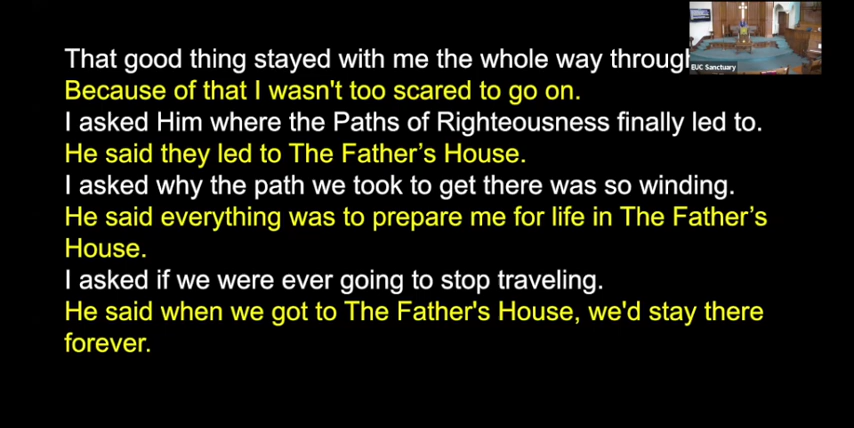 That good thing stayed with me the whole way through
Because of that I wasn't too scared to go on.
I asked Him where the Paths of Righteousness finally led to.
He said they led to The Father’s House.
I asked why the path we took to get there was so winding.
He said everything was to prepare me for life in The Father’s
House.
I asked if we were ever going to stop traveling.
He said when we got to The Father's House, we'd stay there
forever.
EUC Sanctuary